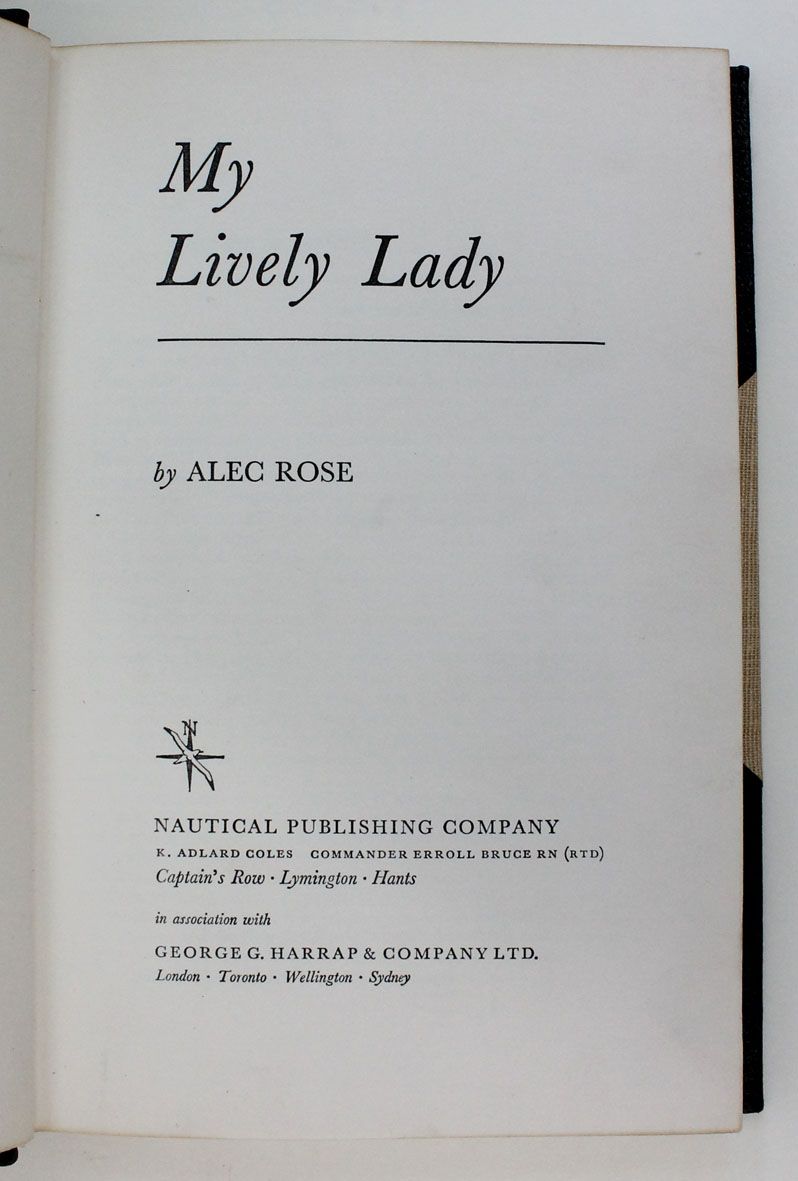 My
Lively Lady
by ALEC ROSE
N
NAUTICAL PUBLISHING COMPANY
K. ADLARD COLES COMMANDER ERROLL BRUCE RN (RTD)
Captain's Row · Lymington · Hants
in association with
GEORGE G. HARRAP & COMPANY LTD.
London · Toronto · Wellington · Sydney